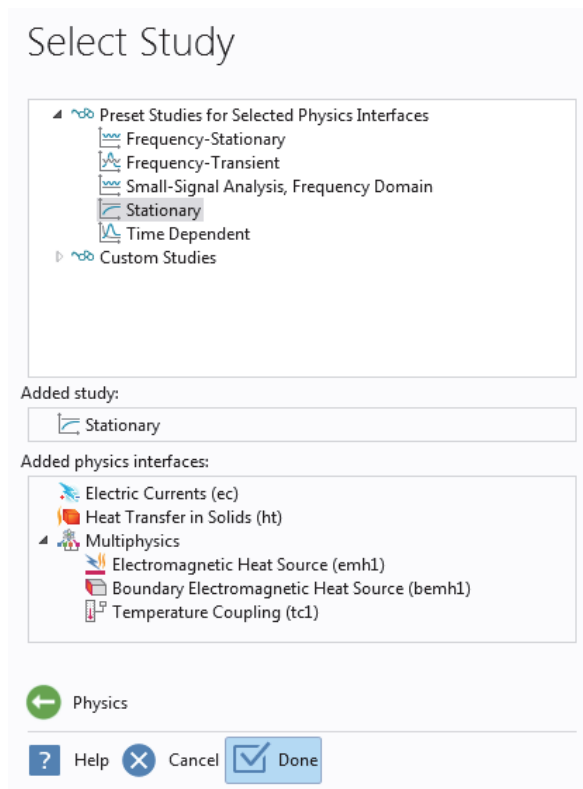 Select Study
Preset Studies for Selected Physics Interfaces
Frequency-Stationary
Frequency-Transient
Small-Signal Analysis, Frequency Domain
Stationary
Time Dependent
Custom Studies
Added study:
Stationary
Added physics interfaces:
Electric Currents (ec)
Heat Transfer in Solids (ht)
Multiphysics
Electromagnetic Heat Source (emh1)
Boundary Electromagnetic Heat Source (bemh1)
Temperature Coupling (tc1)
Physics
? Help Cancel Done